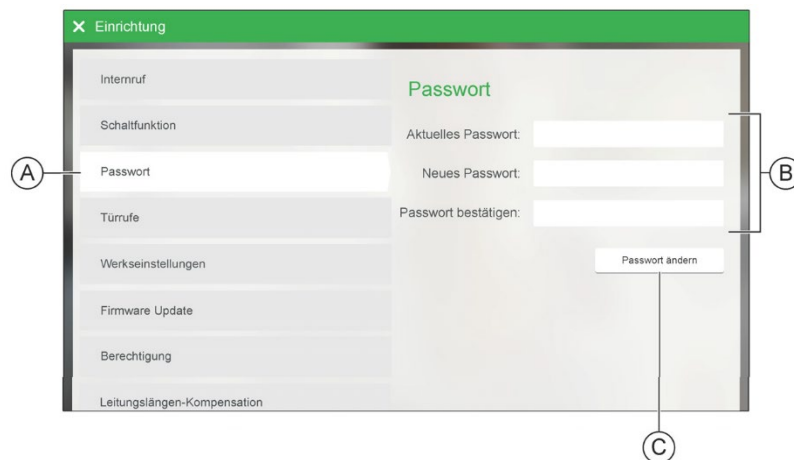 ✕ Einrichtung
Internruf
Schaltfunktion
Passwort
Türrufe
Werkseinstellungen
Firmware Update
Berechtigung
Leitungslängen-Kompensation
Passwort
Aktuelles Passwort:
Neues Passwort:
Passwort bestätigen:
Passwort ändern
A
B
C